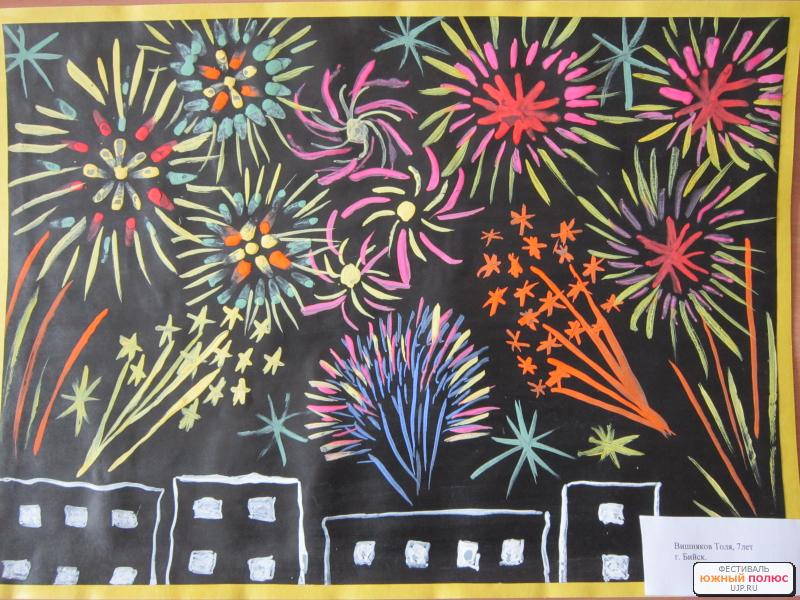 Вишняков Толя, 7лет
г. Бийск.
ФЕСТИВАЛЬ
ЮЖНЫЙ ПОЛЮС
UJP.RU